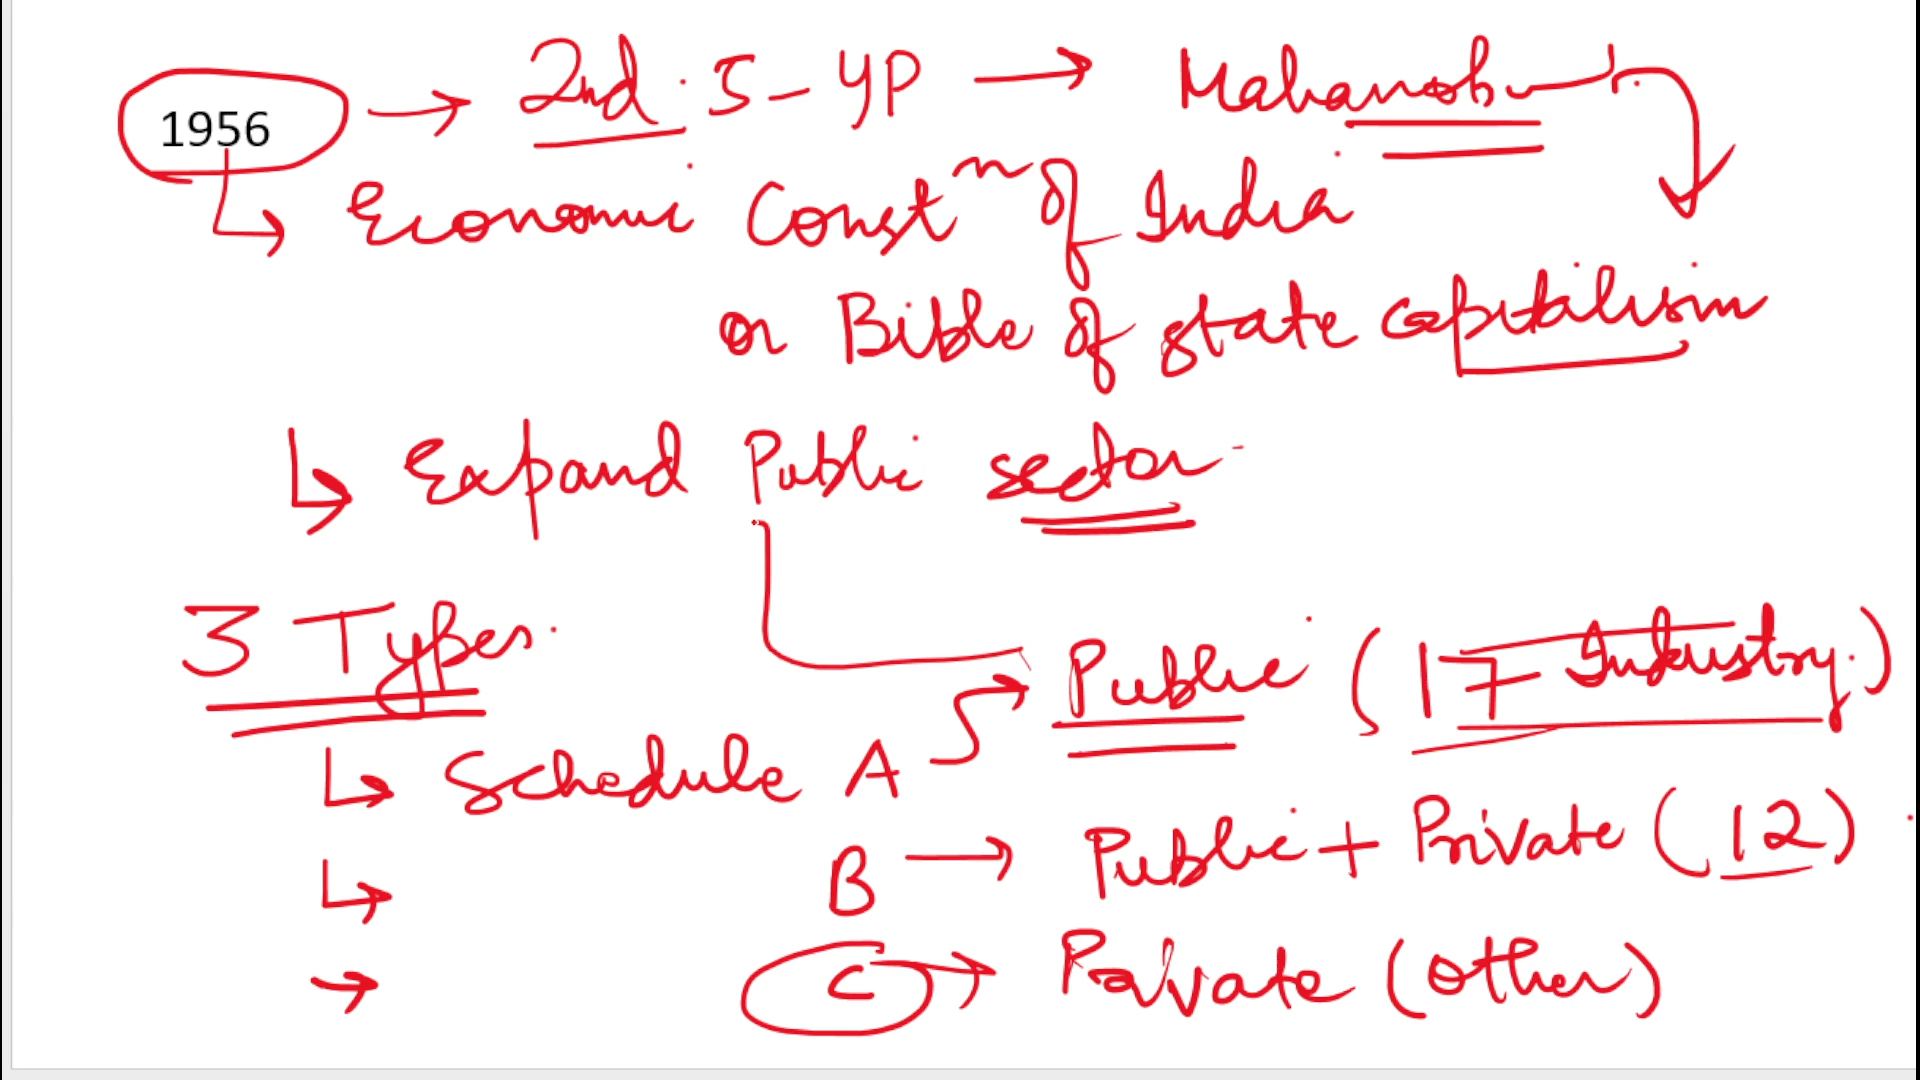 1956 → 2nd 5-YP → Mahanob
↳ Economic Constⁿ of India
or Bible of state capitalism
↳ Expand Public sector
3 Types
↳ Schedule A → Public (17 Industry)
↳ B → Public + Private (12)
→ C → Private (other)